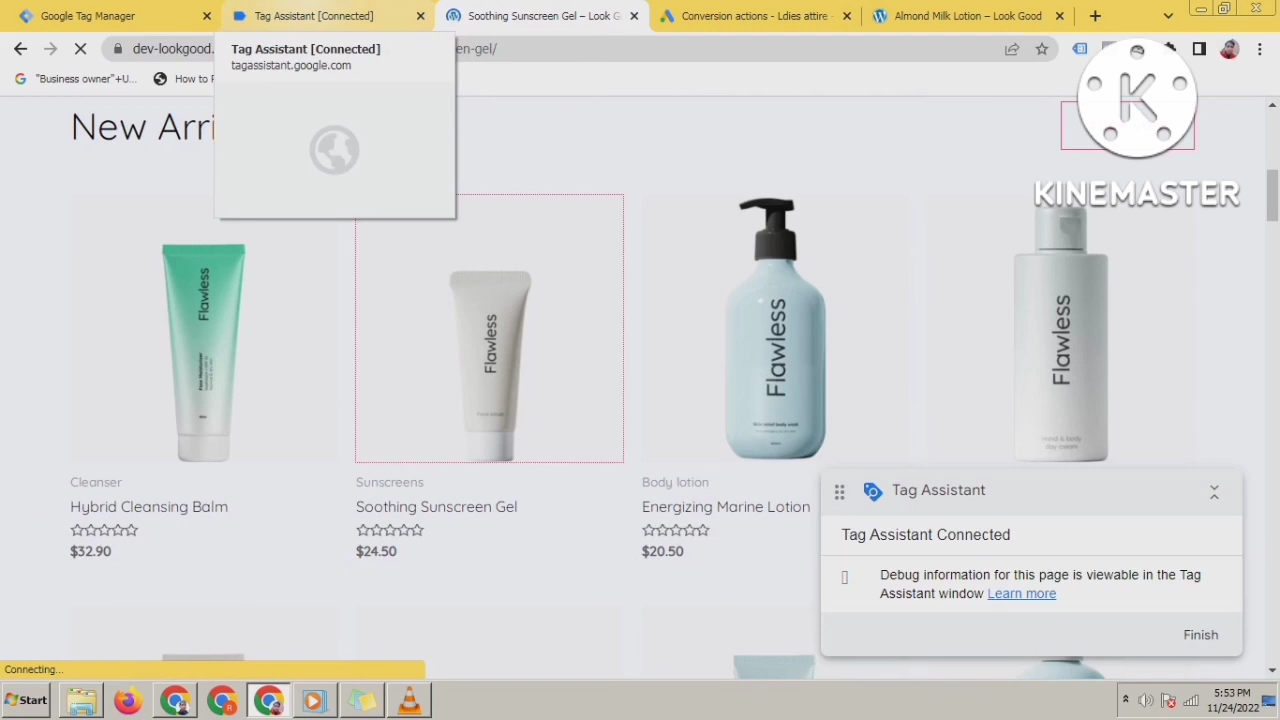 Google Tag Manager
Tag Assistant [Connected]
Soothing Sunscreen Gel – Look G
Conversion actions - Ldies attire -
Almond Milk Lotion – Look Good
dev-lookgood.
en-gel/
Tag Assistant [Connected]
tagassistant.google.com
"Business owner"+U...
How to F
New Arri
KINEMASTER
Flawless
Flawless
Flawless
Flawless
Cleanser
Hybrid Cleansing Balm
$32.90
Sunscreens
Soothing Sunscreen Gel
$24.50
Body lotion
Energizing Marine Lotion
$20.50
Tag Assistant
Tag Assistant Connected
Debug information for this page is viewable in the Tag
Assistant window Learn more
Finish
Connecting...
Start
5:53 PM
11/24/2022